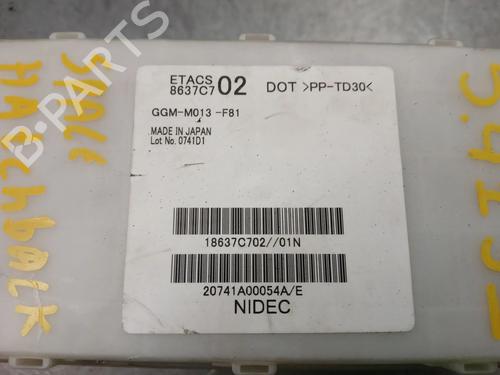 ETACS
8637C7 02 DOT >PP-TD30<
GGM-M013-F81
MADE IN JAPAN
Lot No. 0741D1
18637C702//01N
20741A00054A/E
NIDEC
HAtchback
B-PARTS